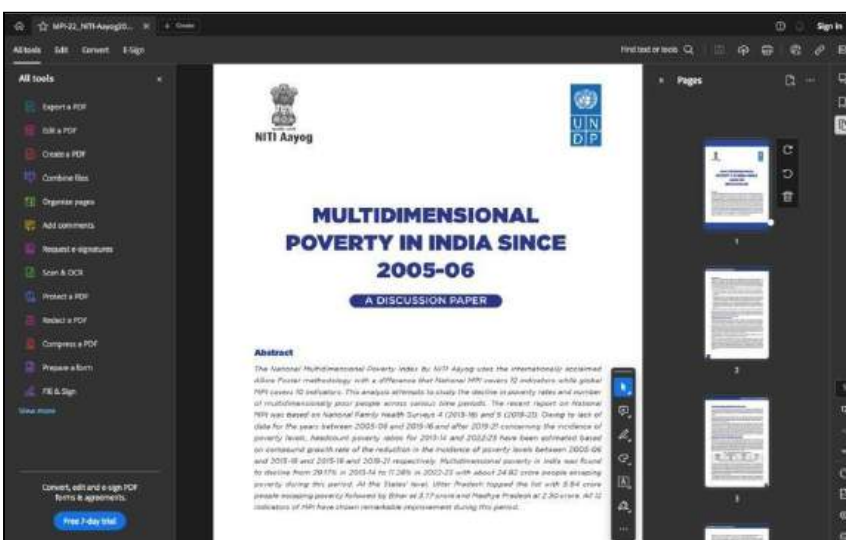 MPI-22_NITI-Aayog20...
+ Create
Sign in
All tools Edit Convert E-Sign
Find text or tools
All tools
Export a PDF
Edit a PDF
Create a PDF
Combine files
Organize pages
Add comments
Request e-signatures
Scan & OCR
Protect a PDF
Redact a PDF
Compress a PDF
Prepare a form
Fill & Sign
View more
Convert, edit and e-sign PDF
forms & agreements.
Free 7-day trial
NITI Aayog
U N
D P
MULTIDIMENSIONAL
POVERTY IN INDIA SINCE
2005-06
A DISCUSSION PAPER
Abstract
The National Multidimensional Poverty Index by NITI Aayog uses the internationally acclaimed
Alkire Foster methodology with a difference that National MPI covers 12 indicators while global
MPI covers 10 indicators. This analysis attempts to study the decline in poverty rates and number
of multidimensionally poor people across various time periods. The recent report on National
MPI was based on National Family Health Surveys 4 (2015-16) and 5 (2019-21). Owing to lack of
data for the years between 2005-06 and 2015-16 and after 2019-21 concerning the incidence of
poverty levels, headcount poverty ratios for 2013-14 and 2022-23 have been estimated based
on compound growth rate of the reduction in the incidence of poverty levels between 2005-06
and 2015-16 and 2015-16 and 2019-21 respectively. Multidimensional poverty in India was found
to decline from 29.17% in 2013-14 to 11.28% in 2022-23 with about 24.82 crore people escaping
poverty during this period. At the States' level, Uttar Pradesh topped the list with 5.94 crore
people escaping poverty followed by Bihar at 3.77 crore and Madhya Pradesh at 2.30 crore. All 12
indicators of MPI have shown remarkable improvement during this period.
Pages
1
2
3